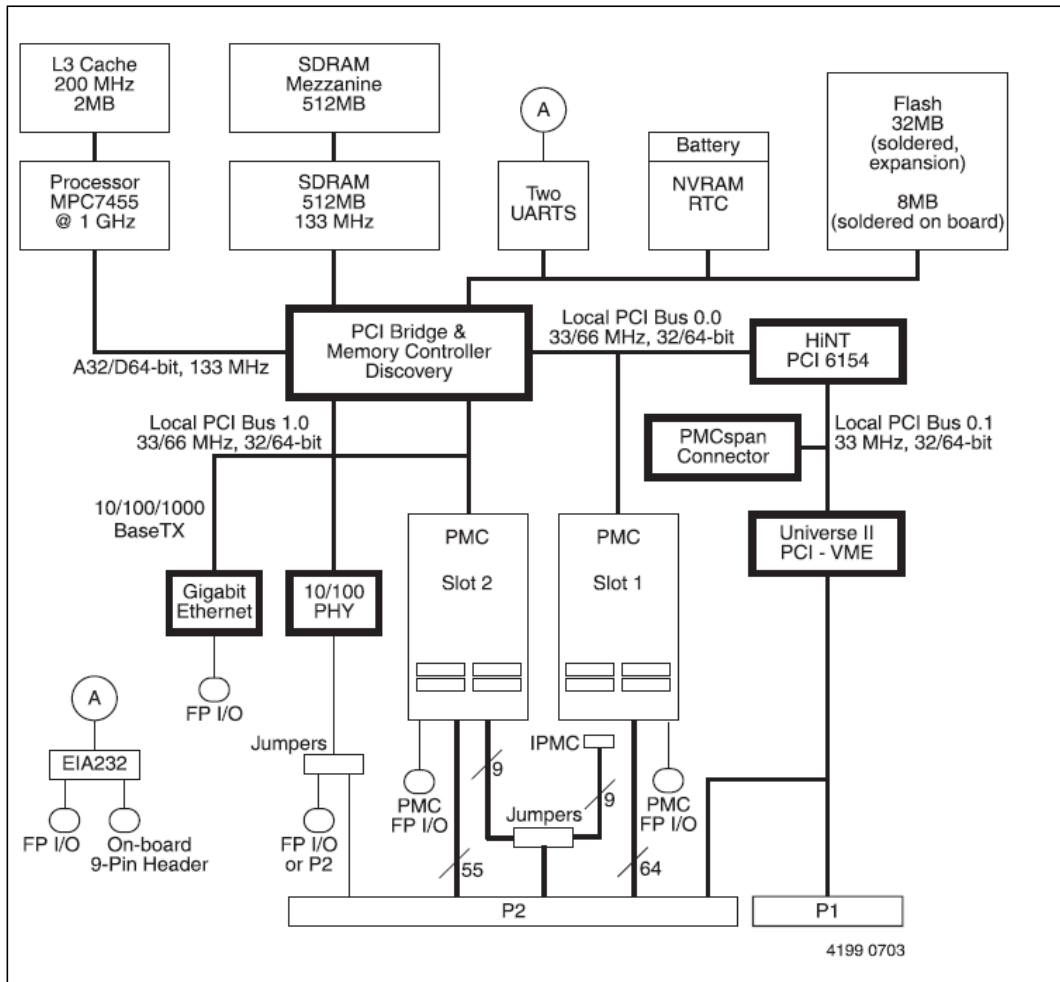 L3 Cache
200 MHz
2MB
SDRAM
Mezzanine
512MB
A
Battery
NVRAM
RTC
Flash
32MB
(soldered,
expansion)
8MB
(soldered on board)
Processor
MPC7455
@ 1 GHz
SDRAM
512MB
133 MHz
Two
UARTS
PCI Bridge &
Memory Controller
Discovery
Local PCI Bus 0.0
33/66 MHz, 32/64-bit
HiNT
PCI 6154
A32/D64-bit, 133 MHz
Local PCI Bus 1.0
33/66 MHz, 32/64-bit
PMCspan
Connector
Local PCI Bus 0.1
33 MHz, 32/64-bit
10/100/1000
BaseTX
PMC
Slot 2
PMC
Slot 1
Universe II
PCI - VME
Gigabit
Ethernet
10/100
PHY
FP I/O
A
EIA232
FP I/O
On-board
9-Pin Header
Jumpers
FP I/O
or P2
PMC
FP I/O
9
IPMC
9
Jumpers
PMC
FP I/O
55
64
P2
P1
4199 0703